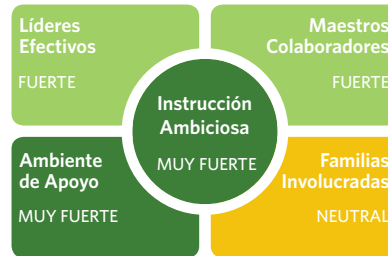 Líderes
Efectivos
FUERTE
Maestros
Colaboradores
FUERTE
Instrucción
Ambiciosa
MUY FUERTE
Ambiente
de Apoyo
MUY FUERTE
Familias
Involucradas
NEUTRAL